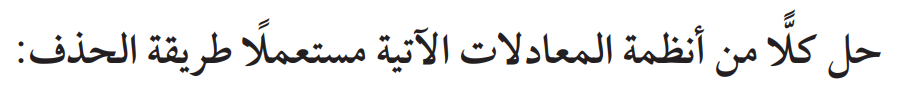 حل كلًّا من أنظمة المعادلات الآتية مستعملًا طريقة الحذف: